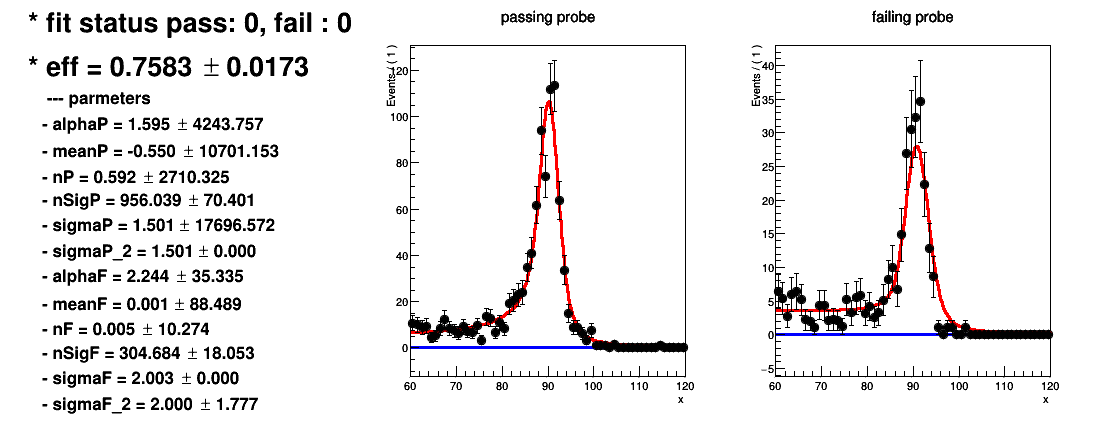 * fit status pass: 0, fail : 0
* eff = 0.7583 ± 0.0173
--- parmeters
- alphaP = 1.595 ± 4243.757
- meanP = -0.550 ± 10701.153
- nP = 0.592 ± 2710.325
- nSigP = 956.039 ± 70.401
- sigmaP = 1.501 ± 17696.572
- sigmaP_2 = 1.501 ± 0.000
- alphaF = 2.244 ± 35.335
- meanF = 0.001 ± 88.489
- nF = 0.005 ± 10.274
- nSigF = 304.684 ± 18.053
- sigmaF = 2.003 ± 0.000
- sigmaF_2 = 2.000 ± 1.777
passing probe
Events / ( 1 )
120
100
80
60
40
20
0
60 70 80 90 100 110 120
x
failing probe
Events / ( 1 )
40
35
30
25
20
15
10
5
0
−5
60 70 80 90 100 110 120
x